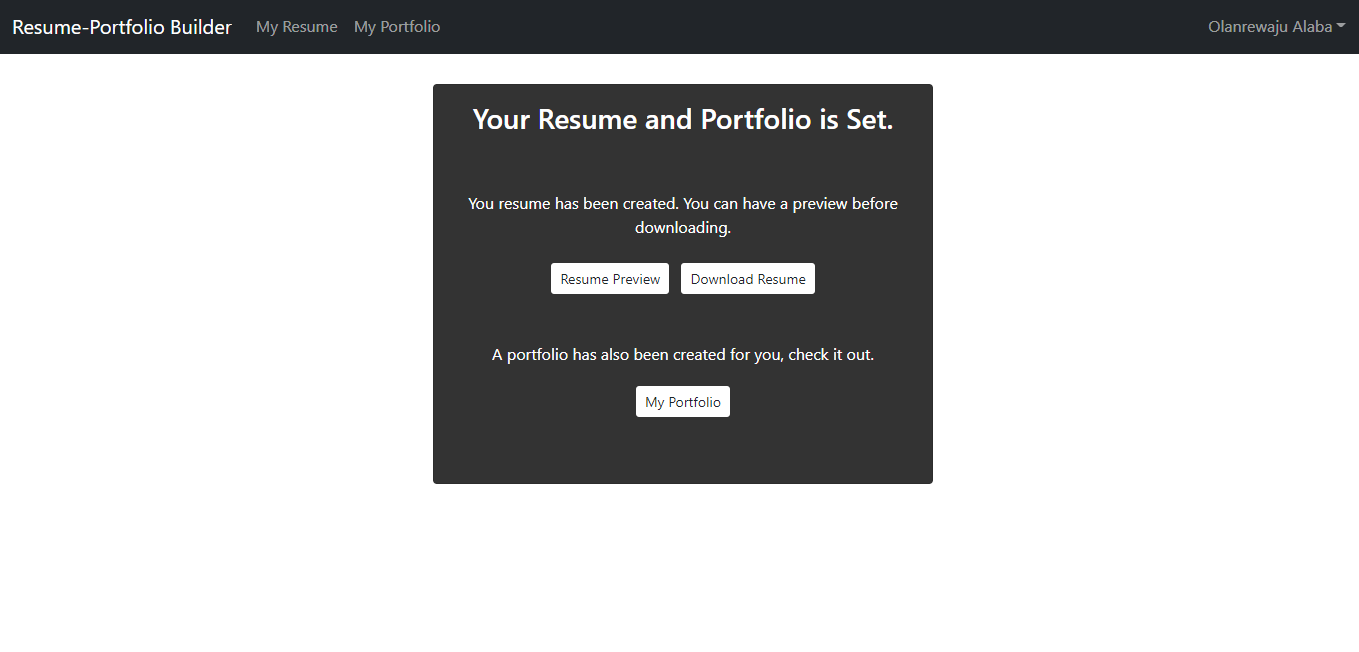 Resume-Portfolio Builder My Resume My Portfolio Olanrewaju Alaba
Your Resume and Portfolio is Set.
You resume has been created. You can have a preview before
downloading.
Resume Preview Download Resume
A portfolio has also been created for you, check it out.
My Portfolio